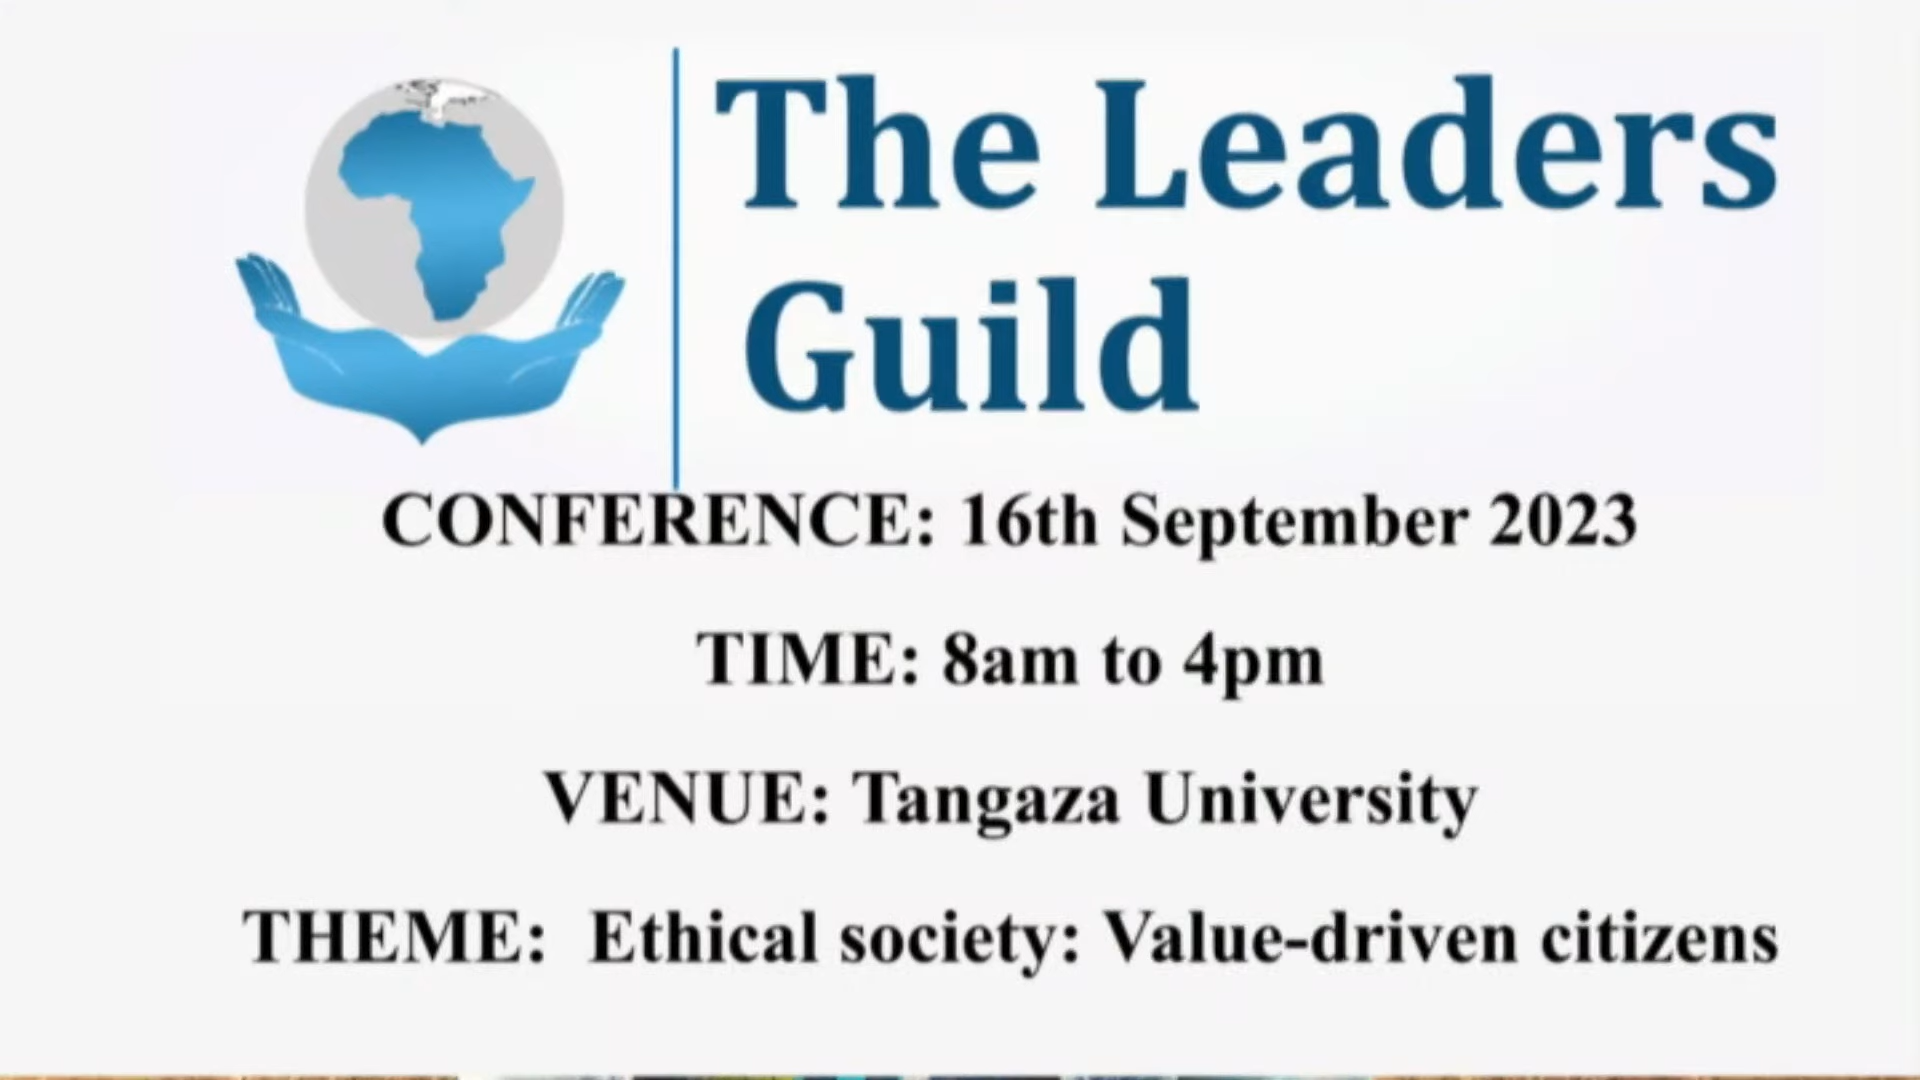 The Leaders
Guild
CONFERENCE: 16th September 2023
TIME: 8am to 4pm
VENUE: Tangaza University
THEME: Ethical society: Value-driven citizens